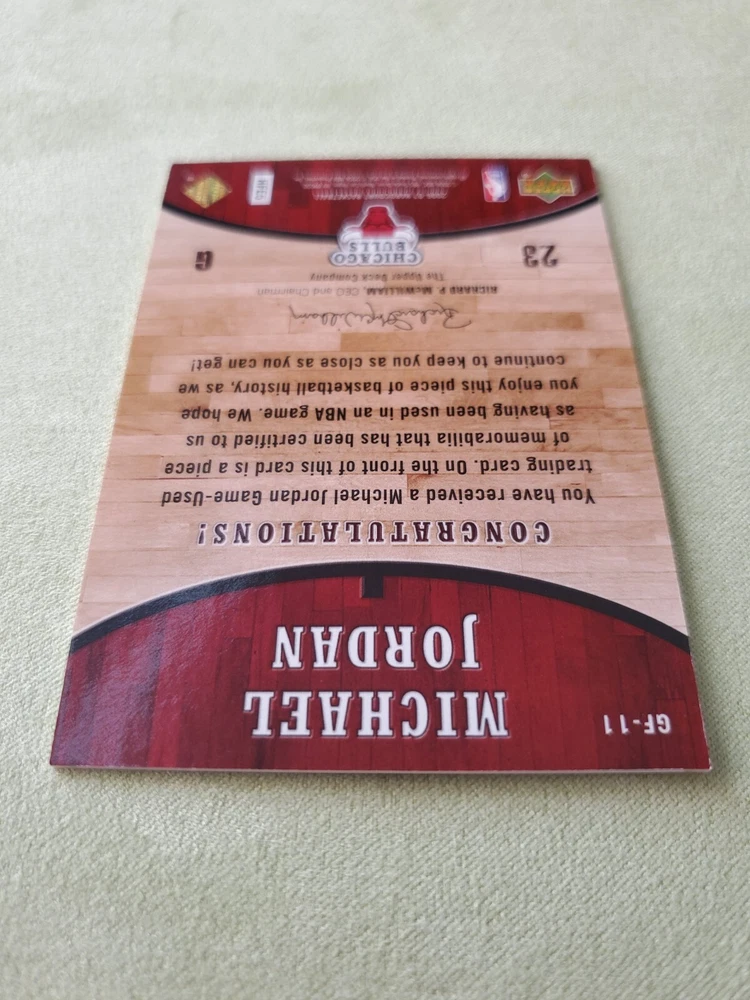 GF-11
MICHAEL
JORDAN
CONGRATULATIONS!
You have received a Michael Jordan Game-Used
trading card. On the front of this card is a piece
of memorabilia that has been certified to us
as having been used in an NBA game. We hope
you enjoy this piece of basketball history, as we
continue to keep you as close as you can get!
RICHARD P. McWILLIAM, CEO and Chairman
The Upper Deck Company
23
G
CHICAGO
BULLS